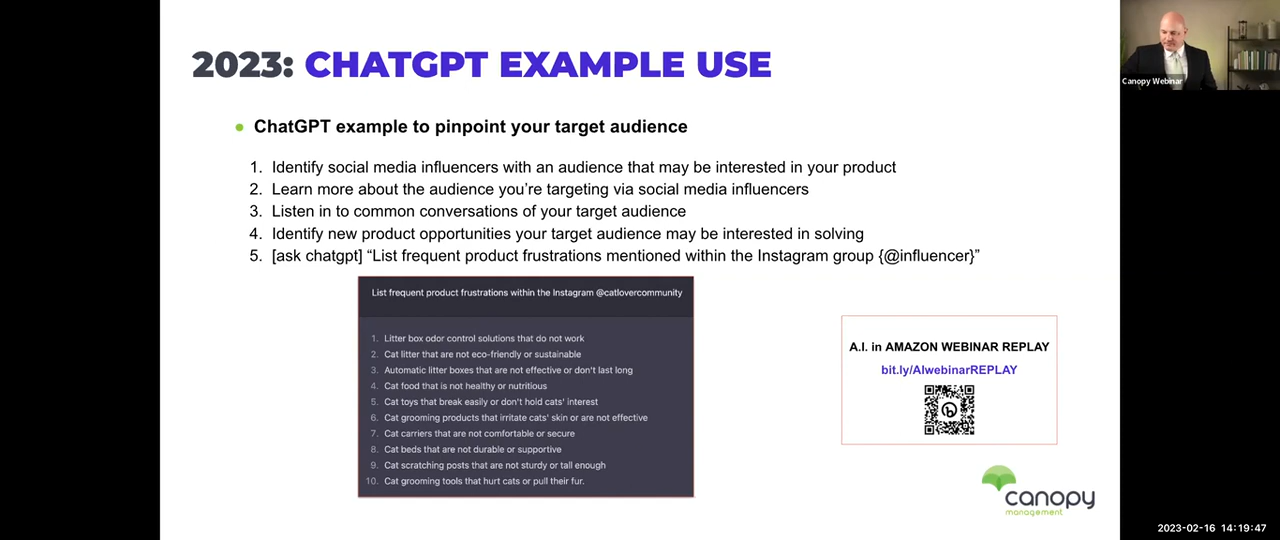 2023: CHATGPT EXAMPLE USE
Canopy Webinar
ChatGPT example to pinpoint your target audience
1. Identify social media influencers with an audience that may be interested in your product
2. Learn more about the audience you’re targeting via social media influencers
3. Listen in to common conversations of your target audience
4. Identify new product opportunities your target audience may be interested in solving
5. [ask chatgpt] “List frequent product frustrations mentioned within the Instagram group {@influencer}”
List frequent product frustrations within the Instagram @catlovercommunity
1. Litter box odor control solutions that do not work
2. Cat litter that are not eco-friendly or sustainable
3. Automatic litter boxes that are not effective or don't last long
4. Cat food that is not healthy or nutritious
5. Cat toys that break easily or don't hold cats' interest
6. Cat grooming products that irritate cats' skin or are not effective
7. Cat carriers that are not comfortable or secure
8. Cat beds that are not durable or supportive
9. Cat scratching posts that are not sturdy or tall enough
10. Cat grooming tools that hurt cats or pull their fur.
A.I. in AMAZON WEBINAR REPLAY
bit.ly/AIwebinarREPLAY
canopy
management
2023-02-16 14:19:47